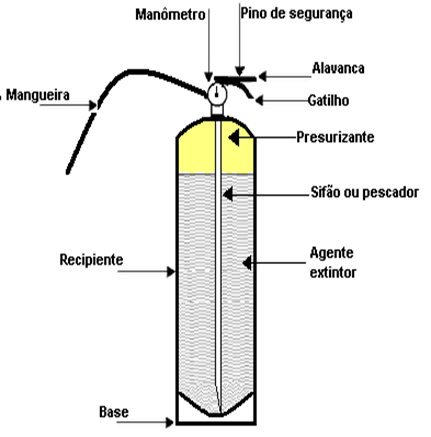 Manômetro
Pino de segurança
Alavanca
Mangueira
Gatilho
Presurizante
Sifão ou pescador
Recipiente
Agente
extintor
Base